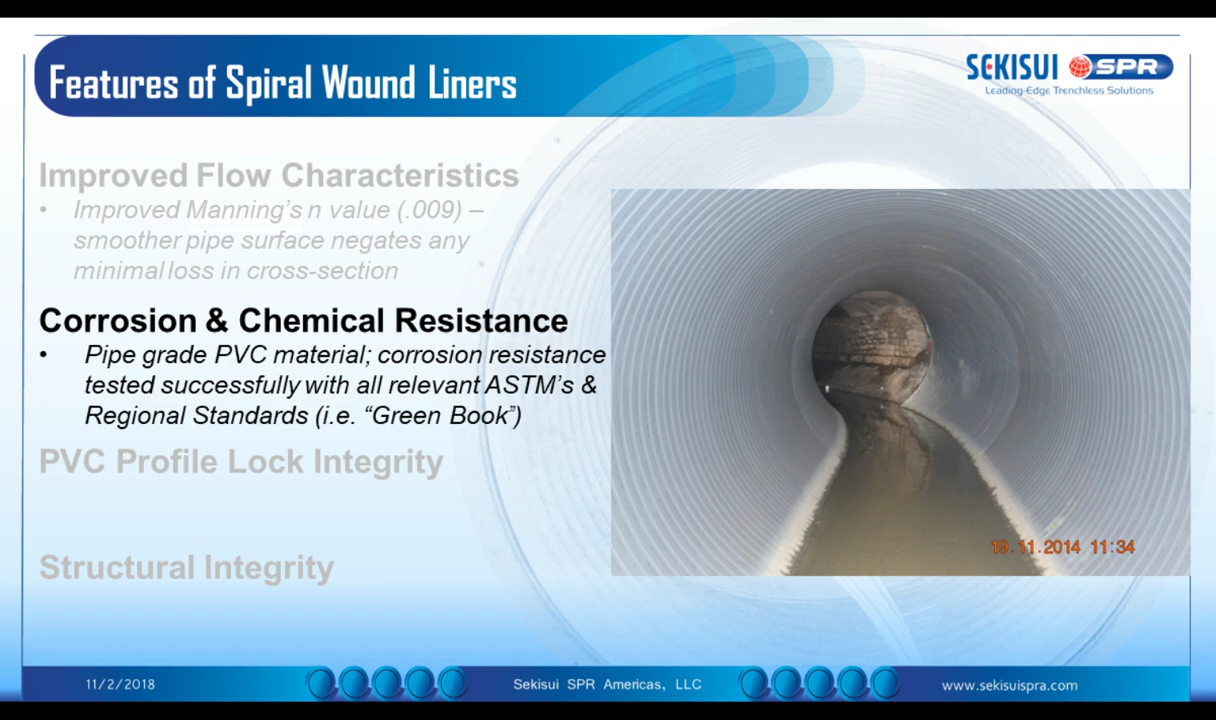 Features of Spiral Wound Liners
SEKISUI SPR
Leading-Edge Trenchless Solutions
Improved Flow Characteristics
• Improved Manning's n value (.009) –
smoother pipe surface negates any
minimal loss in cross-section
Corrosion & Chemical Resistance
• Pipe grade PVC material; corrosion resistance
tested successfully with all relevant ASTM's &
Regional Standards (i.e. “Green Book”)
PVC Profile Lock Integrity
Structural Integrity
19.11.2014 11:34
11/2/2018
Sekisui SPR Americas, LLC
www.sekisuispra.com